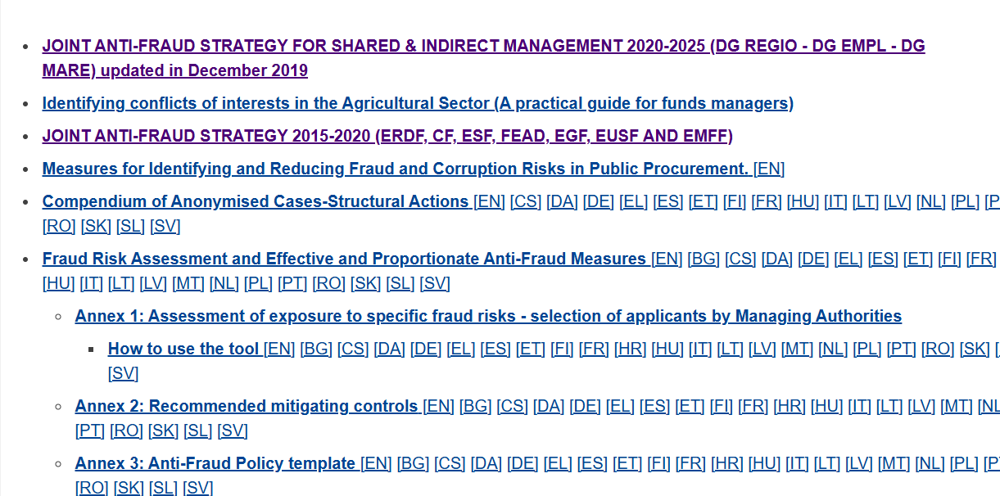 JOINT ANTI-FRAUD STRATEGY FOR SHARED & INDIRECT MANAGEMENT 2020-2025 (DG REGIO - DG EMPL - DG
MARE) updated in December 2019
Identifying conflicts of interests in the Agricultural Sector (A practical guide for funds managers)
JOINT ANTI-FRAUD STRATEGY 2015-2020 (ERDF, CF, ESF, FEAD, EGF, EUSF AND EMFF)
Measures for Identifying and Reducing Fraud and Corruption Risks in Public Procurement. [EN]
Compendium of Anonymised Cases-Structural Actions [EN] [CS] [DA] [DE] [EL] [ES] [ET] [FI] [FR] [HU] [IT] [LT] [LV] [NL] [PL]
[RO] [SK] [SL] [SV]
Fraud Risk Assessment and Effective and Proportionate Anti-Fraud Measures [EN] [BG] [CS] [DA] [DE] [EL] [ES] [ET] [FI] [FR]
[HU] [IT] [LT] [LV] [MT] [NL] [PL] [PT] [RO] [SK] [SL] [SV]
Annex 1: Assessment of exposure to specific fraud risks - selection of applicants by Managing Authorities
How to use the tool [EN] [BG] [CS] [DA] [DE] [EL] [ES] [ET] [FI] [FR] [HR] [HU] [IT] [LT] [LV] [MT] [NL] [PL] [PT] [RO] [SK]
[SV]
Annex 2: Recommended mitigating controls [EN] [BG] [CS] [DA] [DE] [EL] [ES] [ET] [FI] [FR] [HR] [HU] [IT] [LT] [LV] [MT] [NL
[PT] [RO] [SK] [SL] [SV]
Annex 3: Anti-Fraud Policy template [EN] [BG] [CS] [DA] [DE] [EL] [ES] [ET] [FI] [FR] [HR] [HU] [IT] [LT] [LV] [MT] [NL] [PL]
[RO] [SK] [SL] [SV]